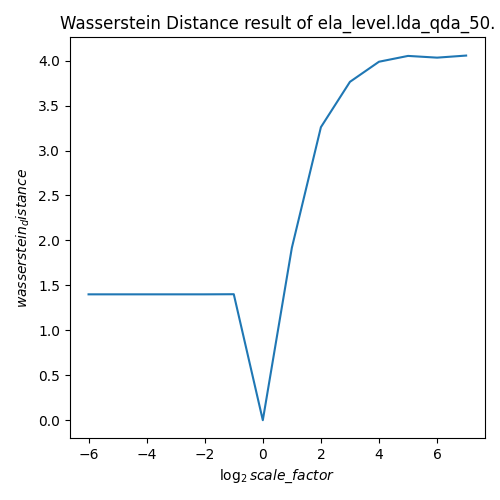 Wasserstein Distance result of ela_level.lda_qda_50.
4.0
3.5
3.0
2.5
2.0
1.5
1.0
0.5
0.0
wasserstein_distance
−6 −4 −2 0 2 4 6
log₂ scale_factor